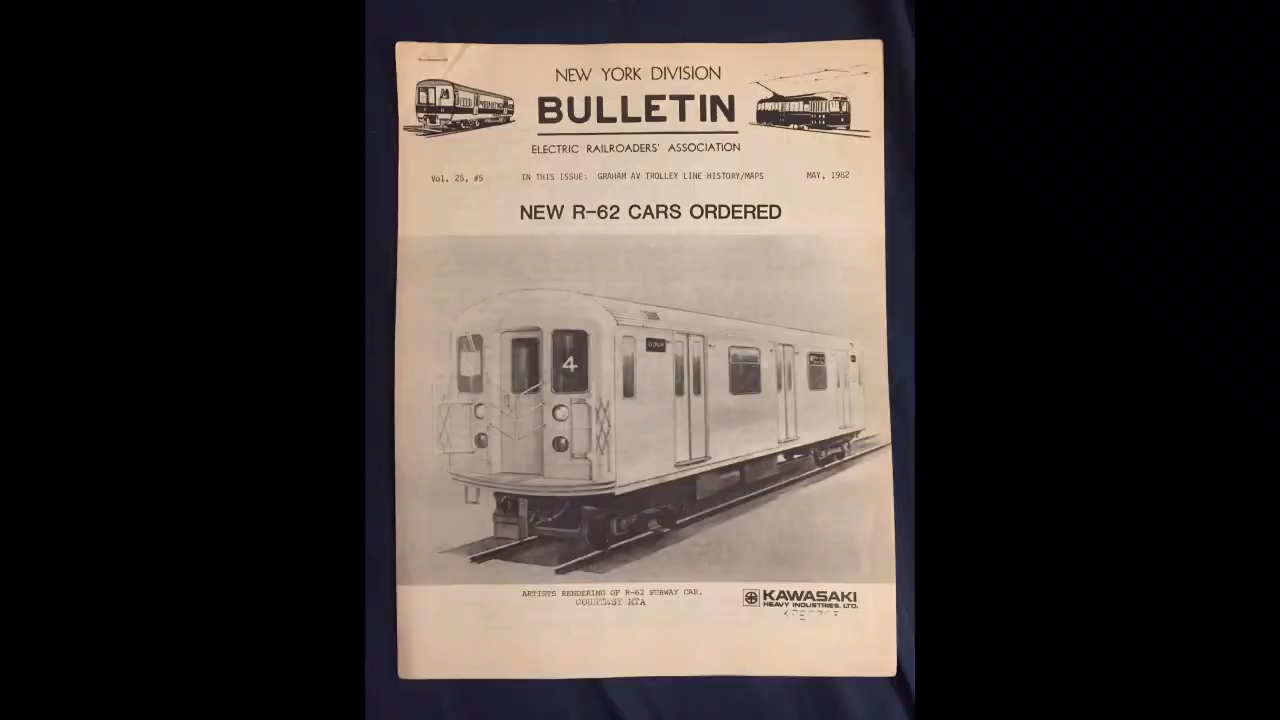 NEW YORK DIVISION
BULLETIN
ELECTRIC RAILROADERS' ASSOCIATION
Vol. 25, #5 IN THIS ISSUE: GRAHAM AV TROLLEY LINE HISTORY/MAPS MAY, 1982
NEW R-62 CARS ORDERED
4
ARTISTS RENDERING OF R-62 SUBWAY CAR.
COURTESY MTA
KAWASAKI
HEAVY INDUSTRIES, LTD.